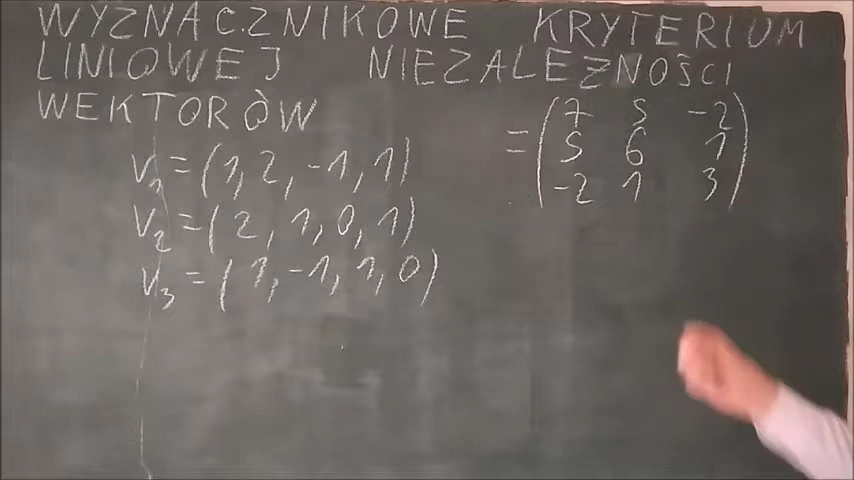 WYZNACZNIKOWE KRYTERIUM
LINIOWEJ NIEZALEŻNOŚCI
WEKTORÓW
V₁ = (1, 2, -1, 1)
V₂ = (2, 1, 0, 1)
V₃ = (1, -1, 1, 0)
= (7 5 -2
5 6 1
-2 1 3)